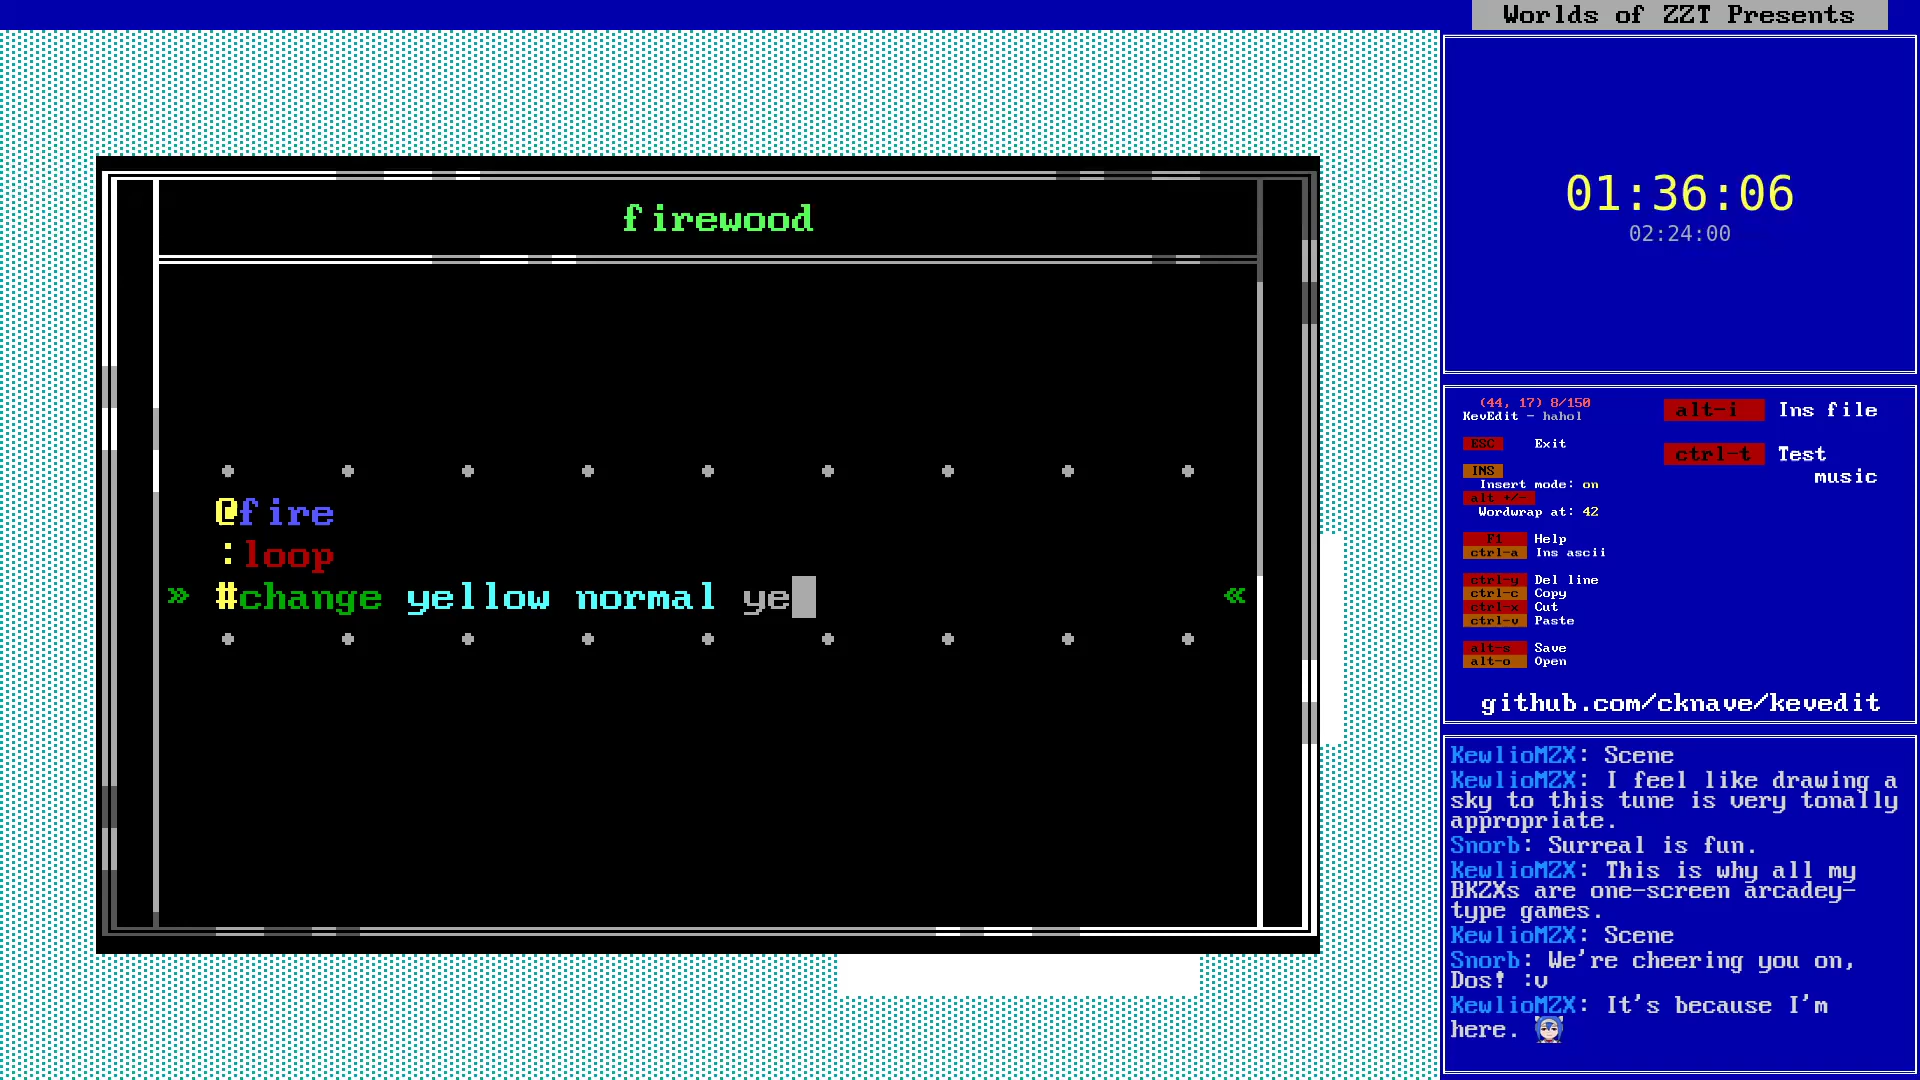 Worlds of ZZT Presents
firewood
@fire
:loop
» #change yellow normal ye «
01:36:06
02:24:00
(44, 17) 8/150
KevEdit - hahol
ESC Exit
INS
Insert mode: on
alt +/-
Wordwrap at: 42
F1 Help
ctrl-a Ins ascii
ctrl-y Del line
ctrl-c Copy
ctrl-x Cut
ctrl-v Paste
alt-s Save
alt-o Open
alt-i Ins file
ctrl-t Test
music
github.com/cknave/kevedit
KewlioMZX: Scene
KewlioMZX: I feel like drawing a
sky to this tune is very tonally
appropriate.
Snorb: Surreal is fun.
KewlioMZX: This is why all my
BKZXs are one-screen arcadey-
type games.
KewlioMZX: Scene
Snorb: We're cheering you on,
Dos! :v
KewlioMZX: It's because I'm
here.